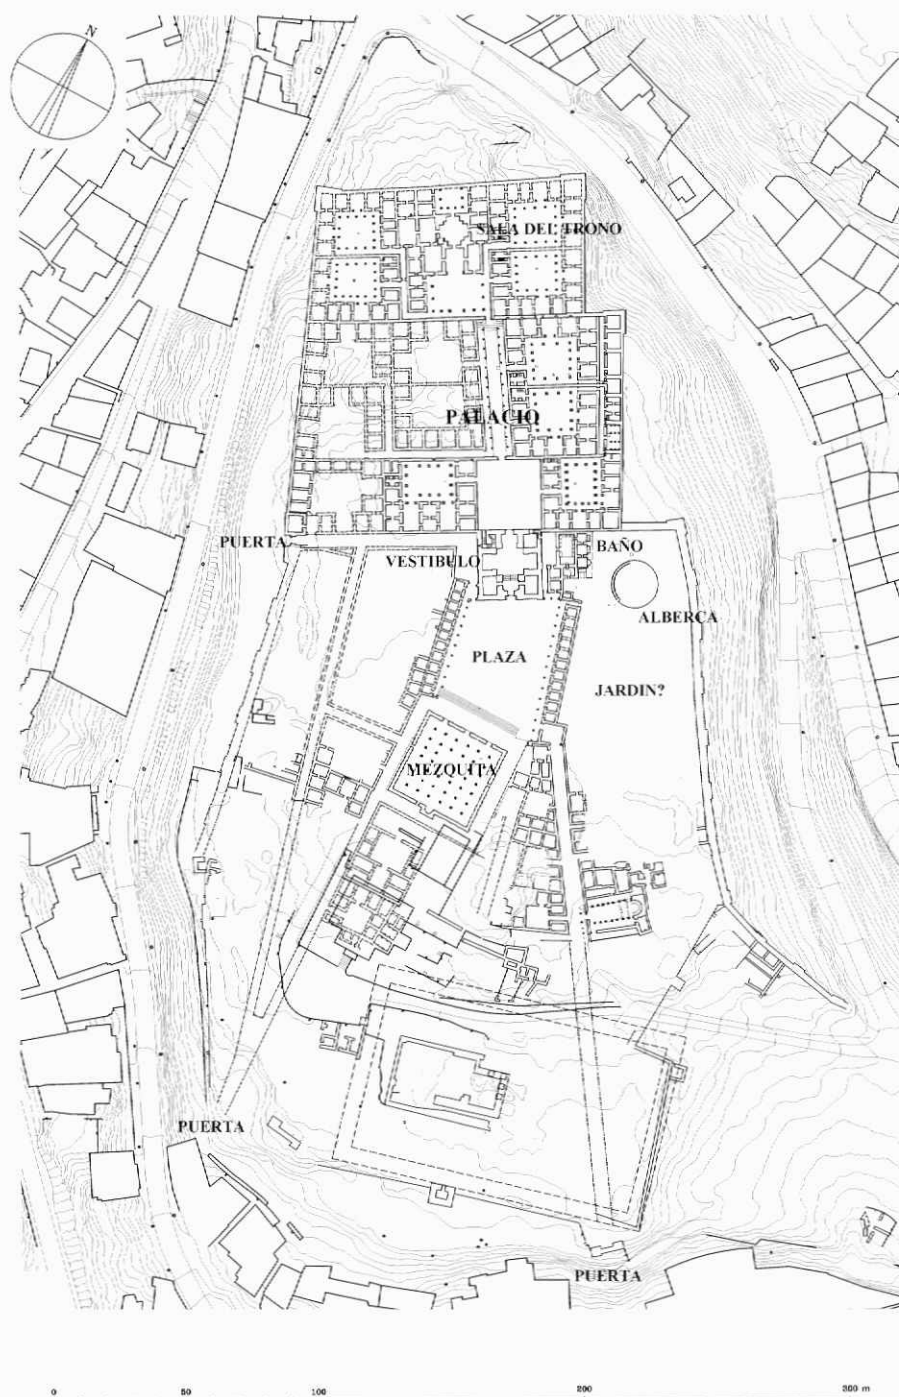 N
SALA DEL TRONO
PALACIO
PUERTA
VESTIBULO
BAÑO
ALBERCA
PLAZA
JARDIN?
MEZQUITA
PUERTA
PUERTA
0 50 100 200 300 m